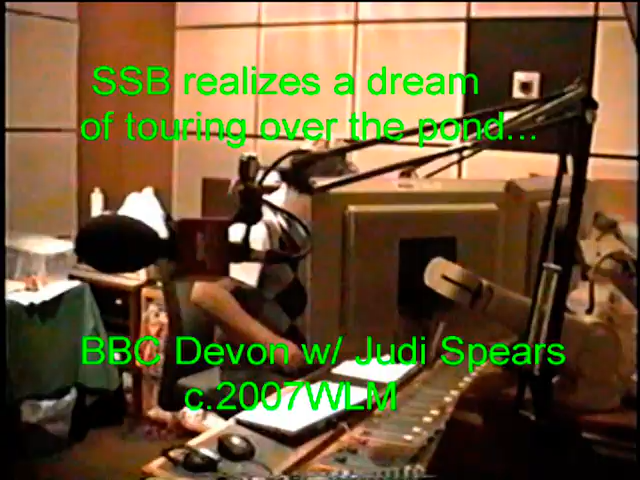 SSB realizes a dream
of touring over the pond...
BBC Devon w/ Judi Spears
c.2007WLM